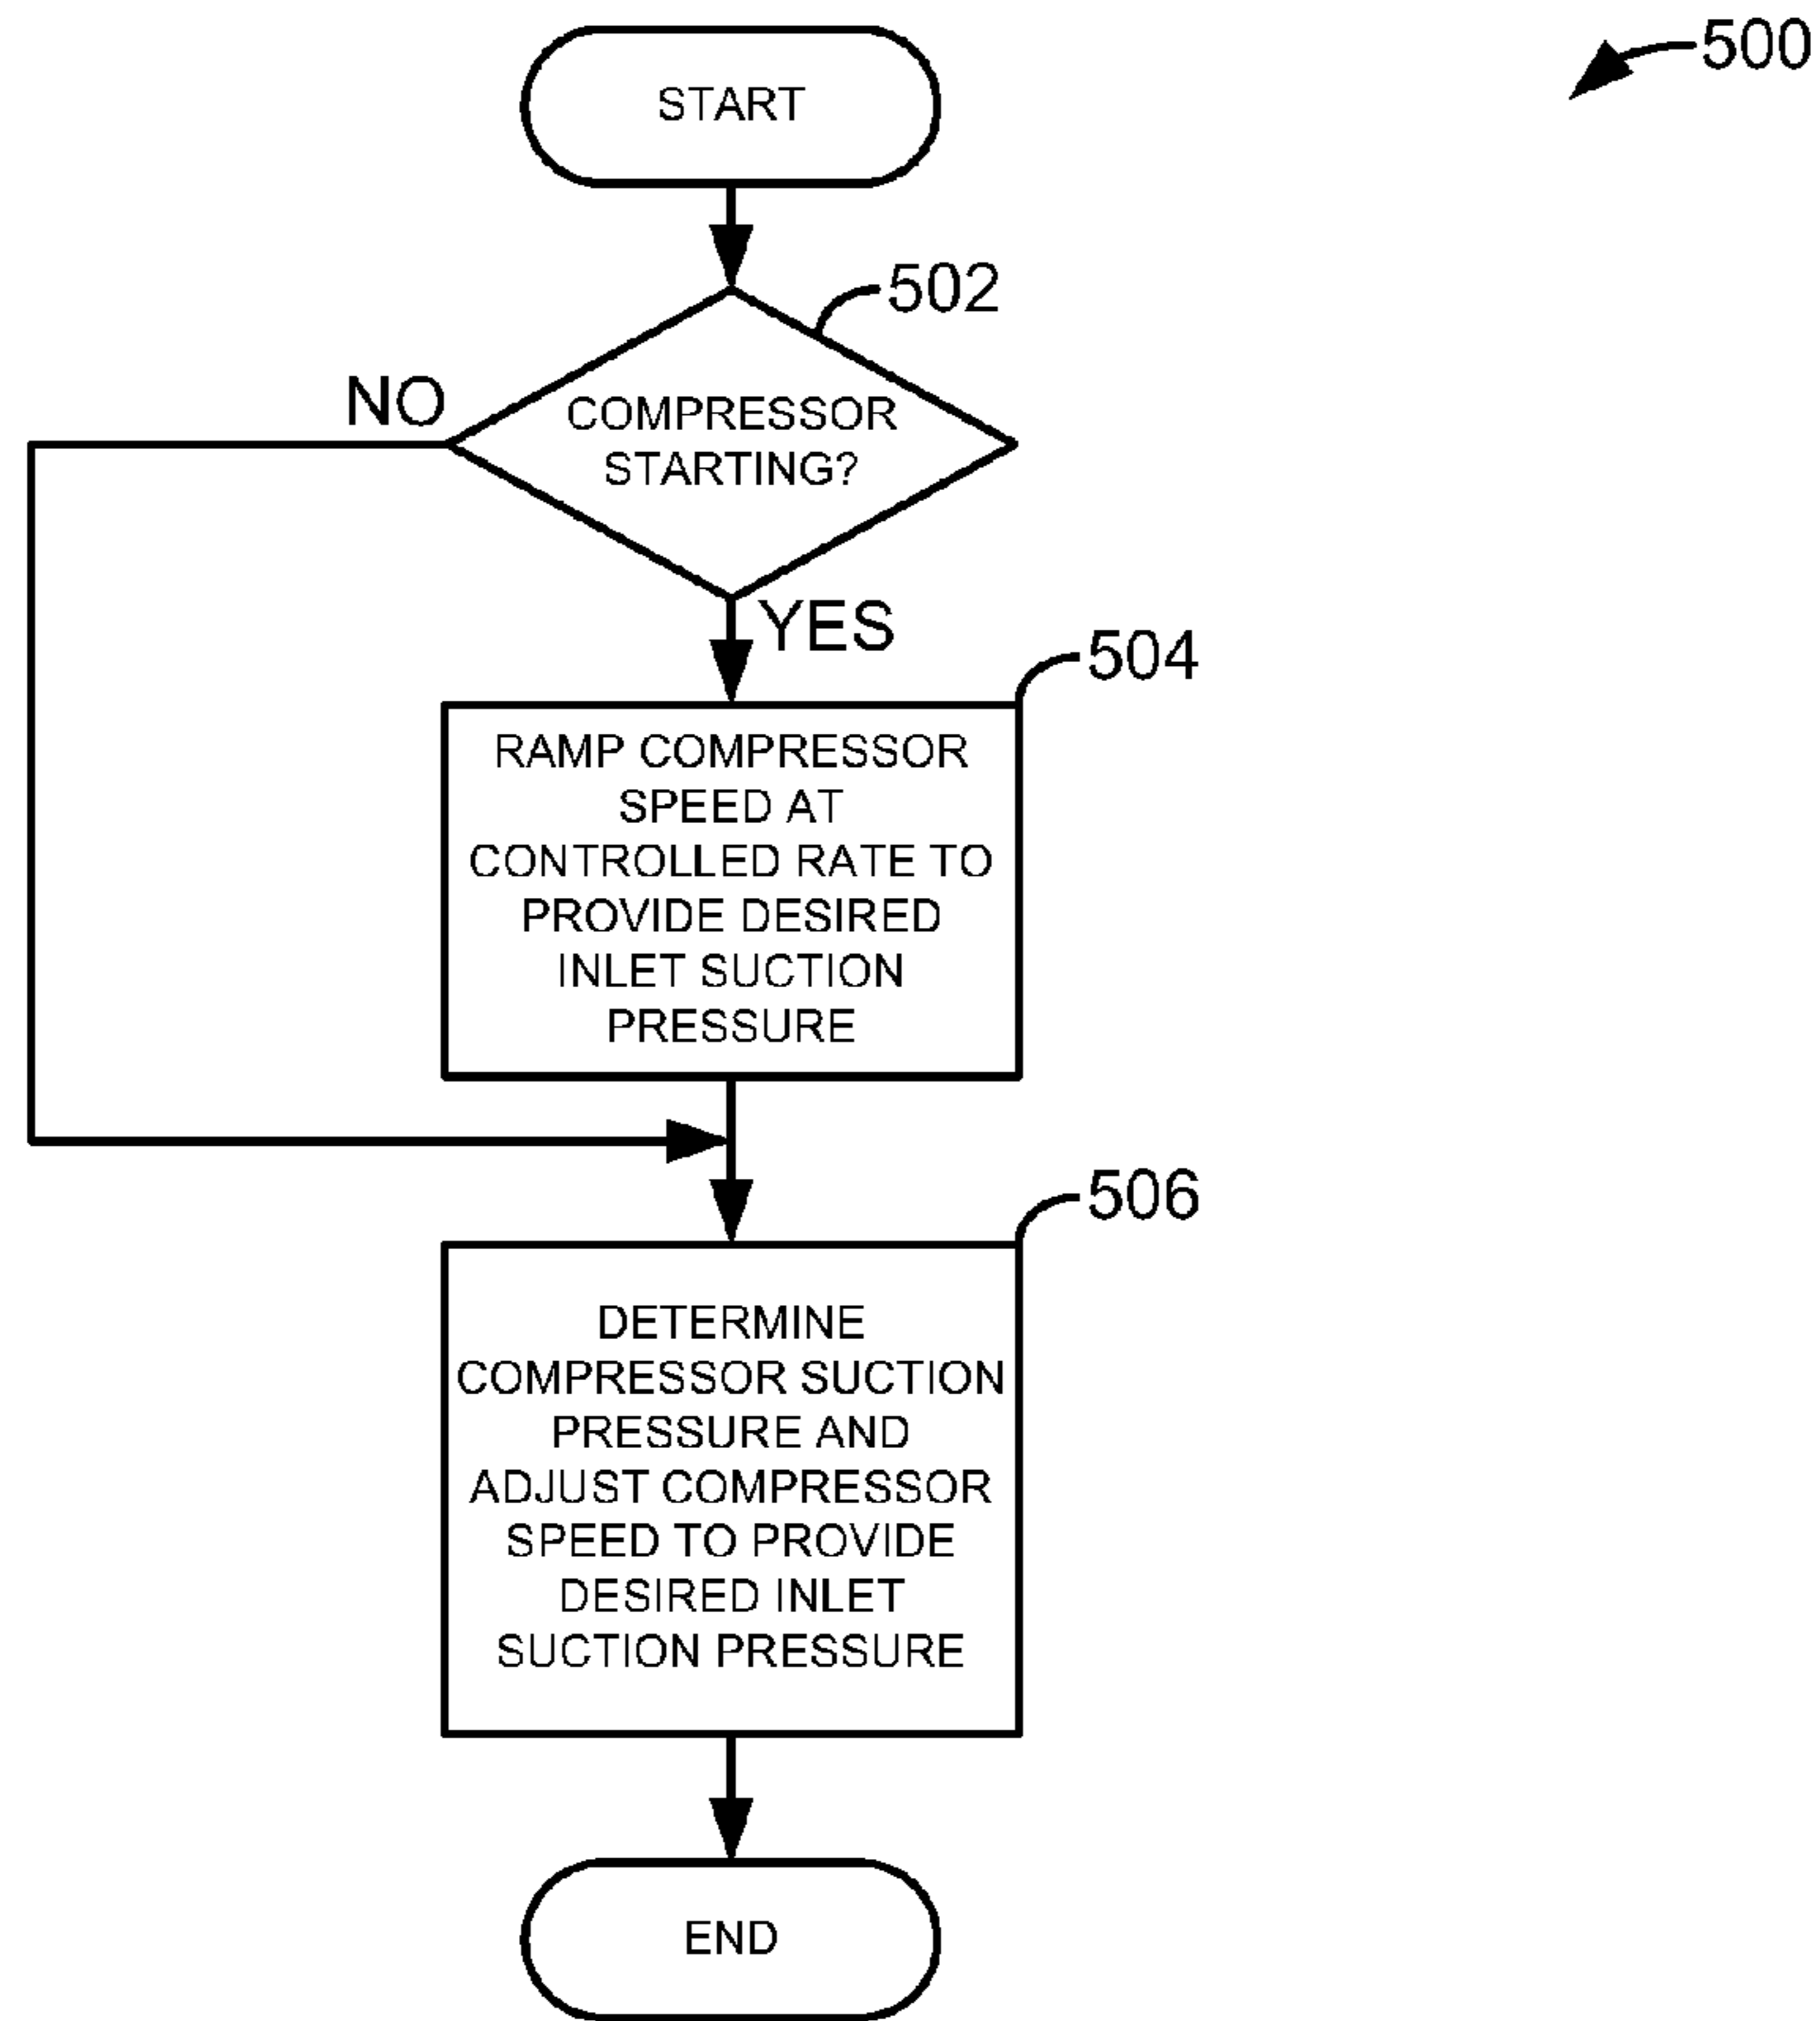 START
500
502
NO
COMPRESSOR
STARTING?
YES
504
RAMP COMPRESSOR
SPEED AT
CONTROLLED RATE TO
PROVIDE DESIRED
INLET SUCTION
PRESSURE
506
DETERMINE
COMPRESSOR SUCTION
PRESSURE AND
ADJUST COMPRESSOR
SPEED TO PROVIDE
DESIRED INLET
SUCTION PRESSURE
END